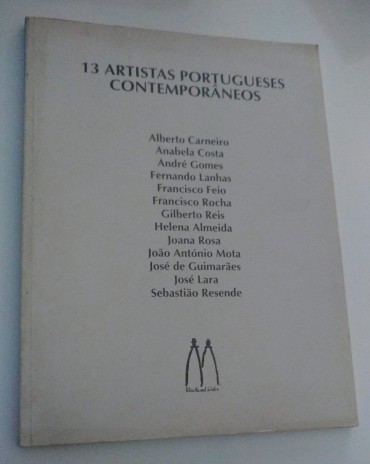 13 ARTISTAS PORTUGUESES
CONTEMPORÂNEOS
Alberto Carneiro
Anabela Costa
André Gomes
Fernando Lanhas
Francisco Feio
Francisco Rocha
Gilberto Reis
Helena Almeida
Joana Rosa
João António Mota
José de Guimarães
José Lara
Sebastião Resende